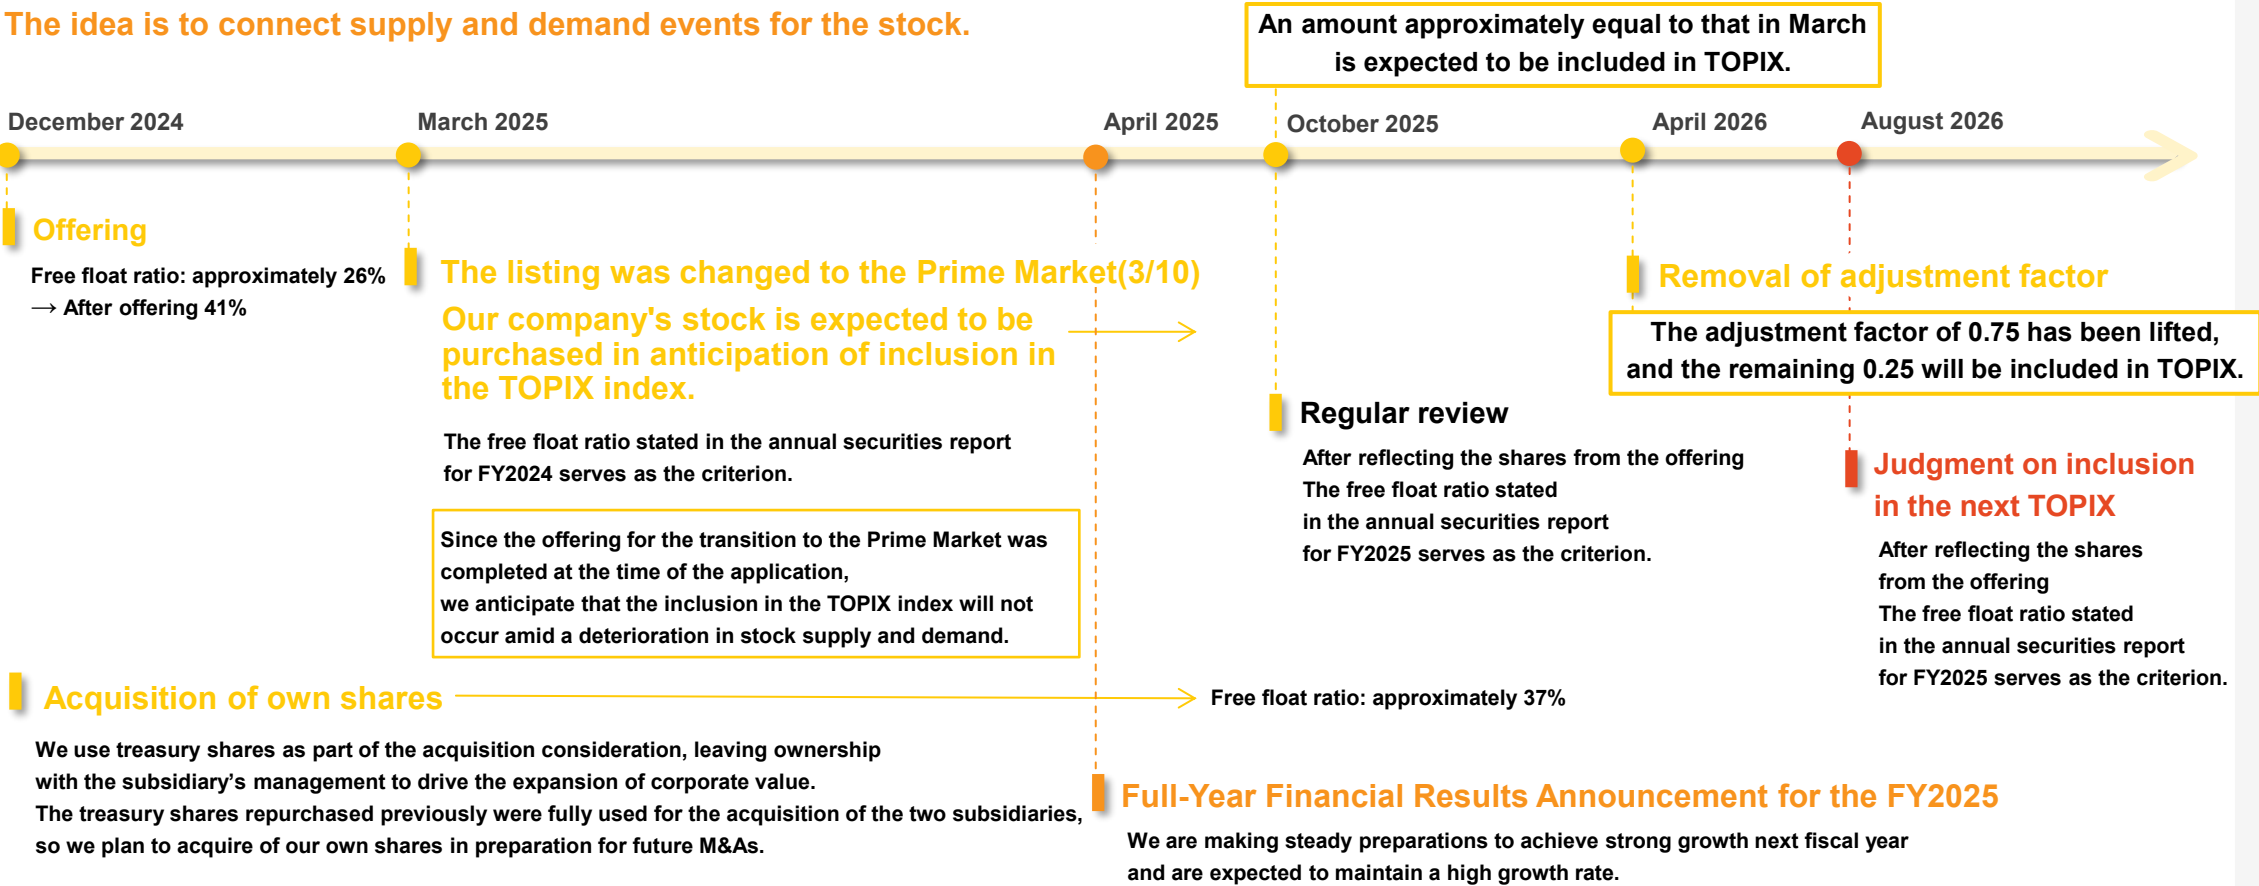 The idea is to connect supply and demand events for the stock.
An amount approximately equal to that in March
is expected to be included in TOPIX.
December 2024
March 2025
April 2025
October 2025
April 2026
August 2026
Offering
Free float ratio: approximately 26%
→ After offering 41%
The listing was changed to the Prime Market(3/10)
Our company's stock is expected to be
purchased in anticipation of inclusion in
the TOPIX index.
The free float ratio stated in the annual securities report
for FY2024 serves as the criterion.
Since the offering for the transition to the Prime Market was
completed at the time of the application,
we anticipate that the inclusion in the TOPIX index will not
occur amid a deterioration in stock supply and demand.
Regular review
After reflecting the shares from the offering
The free float ratio stated
in the annual securities report
for FY2025 serves as the criterion.
Removal of adjustment factor
The adjustment factor of 0.75 has been lifted,
and the remaining 0.25 will be included in TOPIX.
Judgment on inclusion
in the next TOPIX
After reflecting the shares
from the offering
The free float ratio stated
in the annual securities report
for FY2025 serves as the criterion.
Acquisition of own shares
Free float ratio: approximately 37%
We use treasury shares as part of the acquisition consideration, leaving ownership
with the subsidiary’s management to drive the expansion of corporate value.
The treasury shares repurchased previously were fully used for the acquisition of the two subsidiaries,
so we plan to acquire of our own shares in preparation for future M&As.
Full-Year Financial Results Announcement for the FY2025
We are making steady preparations to achieve strong growth next fiscal year
and are expected to maintain a high growth rate.